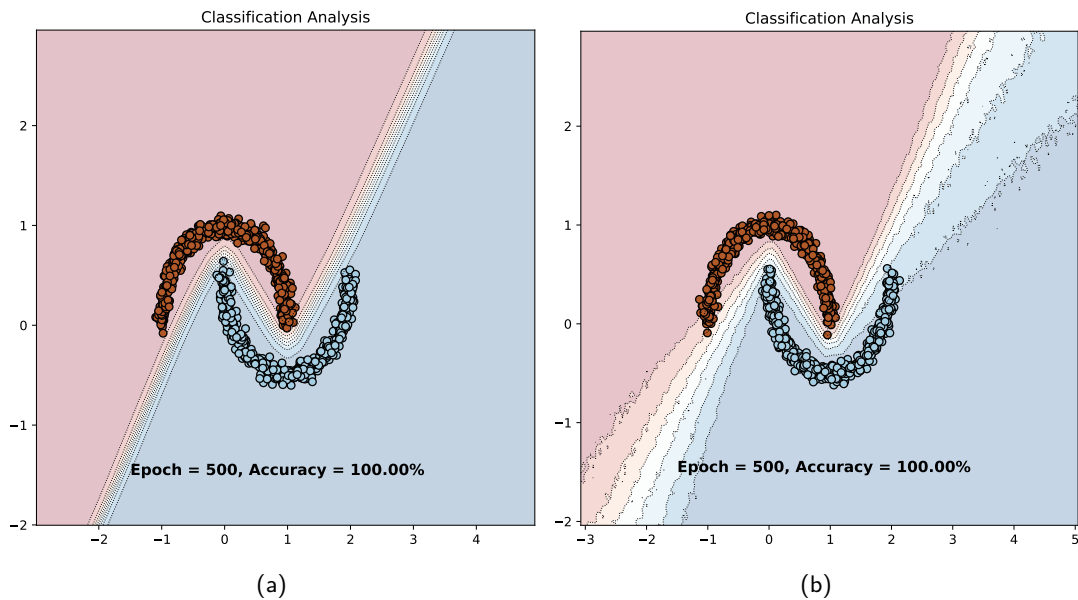 Classification Analysis
2
1
0
−1
−2
−2 −1 0 1 2 3 4
Epoch = 500, Accuracy = 100.00%
(a)
Classification Analysis
2
1
0
−1
−2
−3 −2 −1 0 1 2 3 4 5
Epoch = 500, Accuracy = 100.00%
(b)